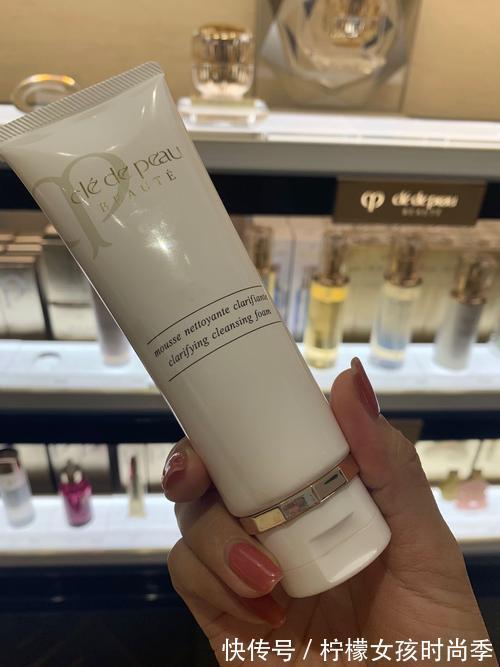 clé de peau
BEAUTÉ
clé de peau
BEAUTÉ
mousse nettoyante clarifiante
clarifying cleansing foam
快传号 / 柠檬女孩时尚季